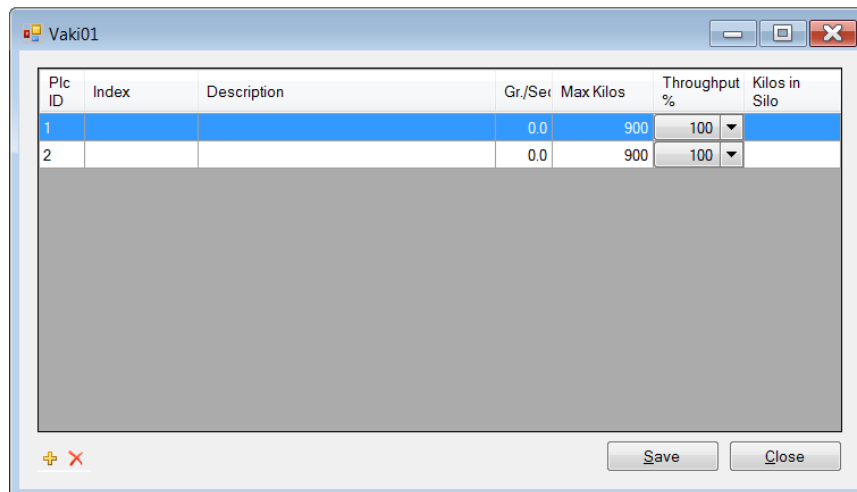 Vaki01
Plc ID Index Description Gr./Sec Max Kilos Throughput % Kilos in Silo
1 0.0 900 100
2 0.0 900 100
Save Close